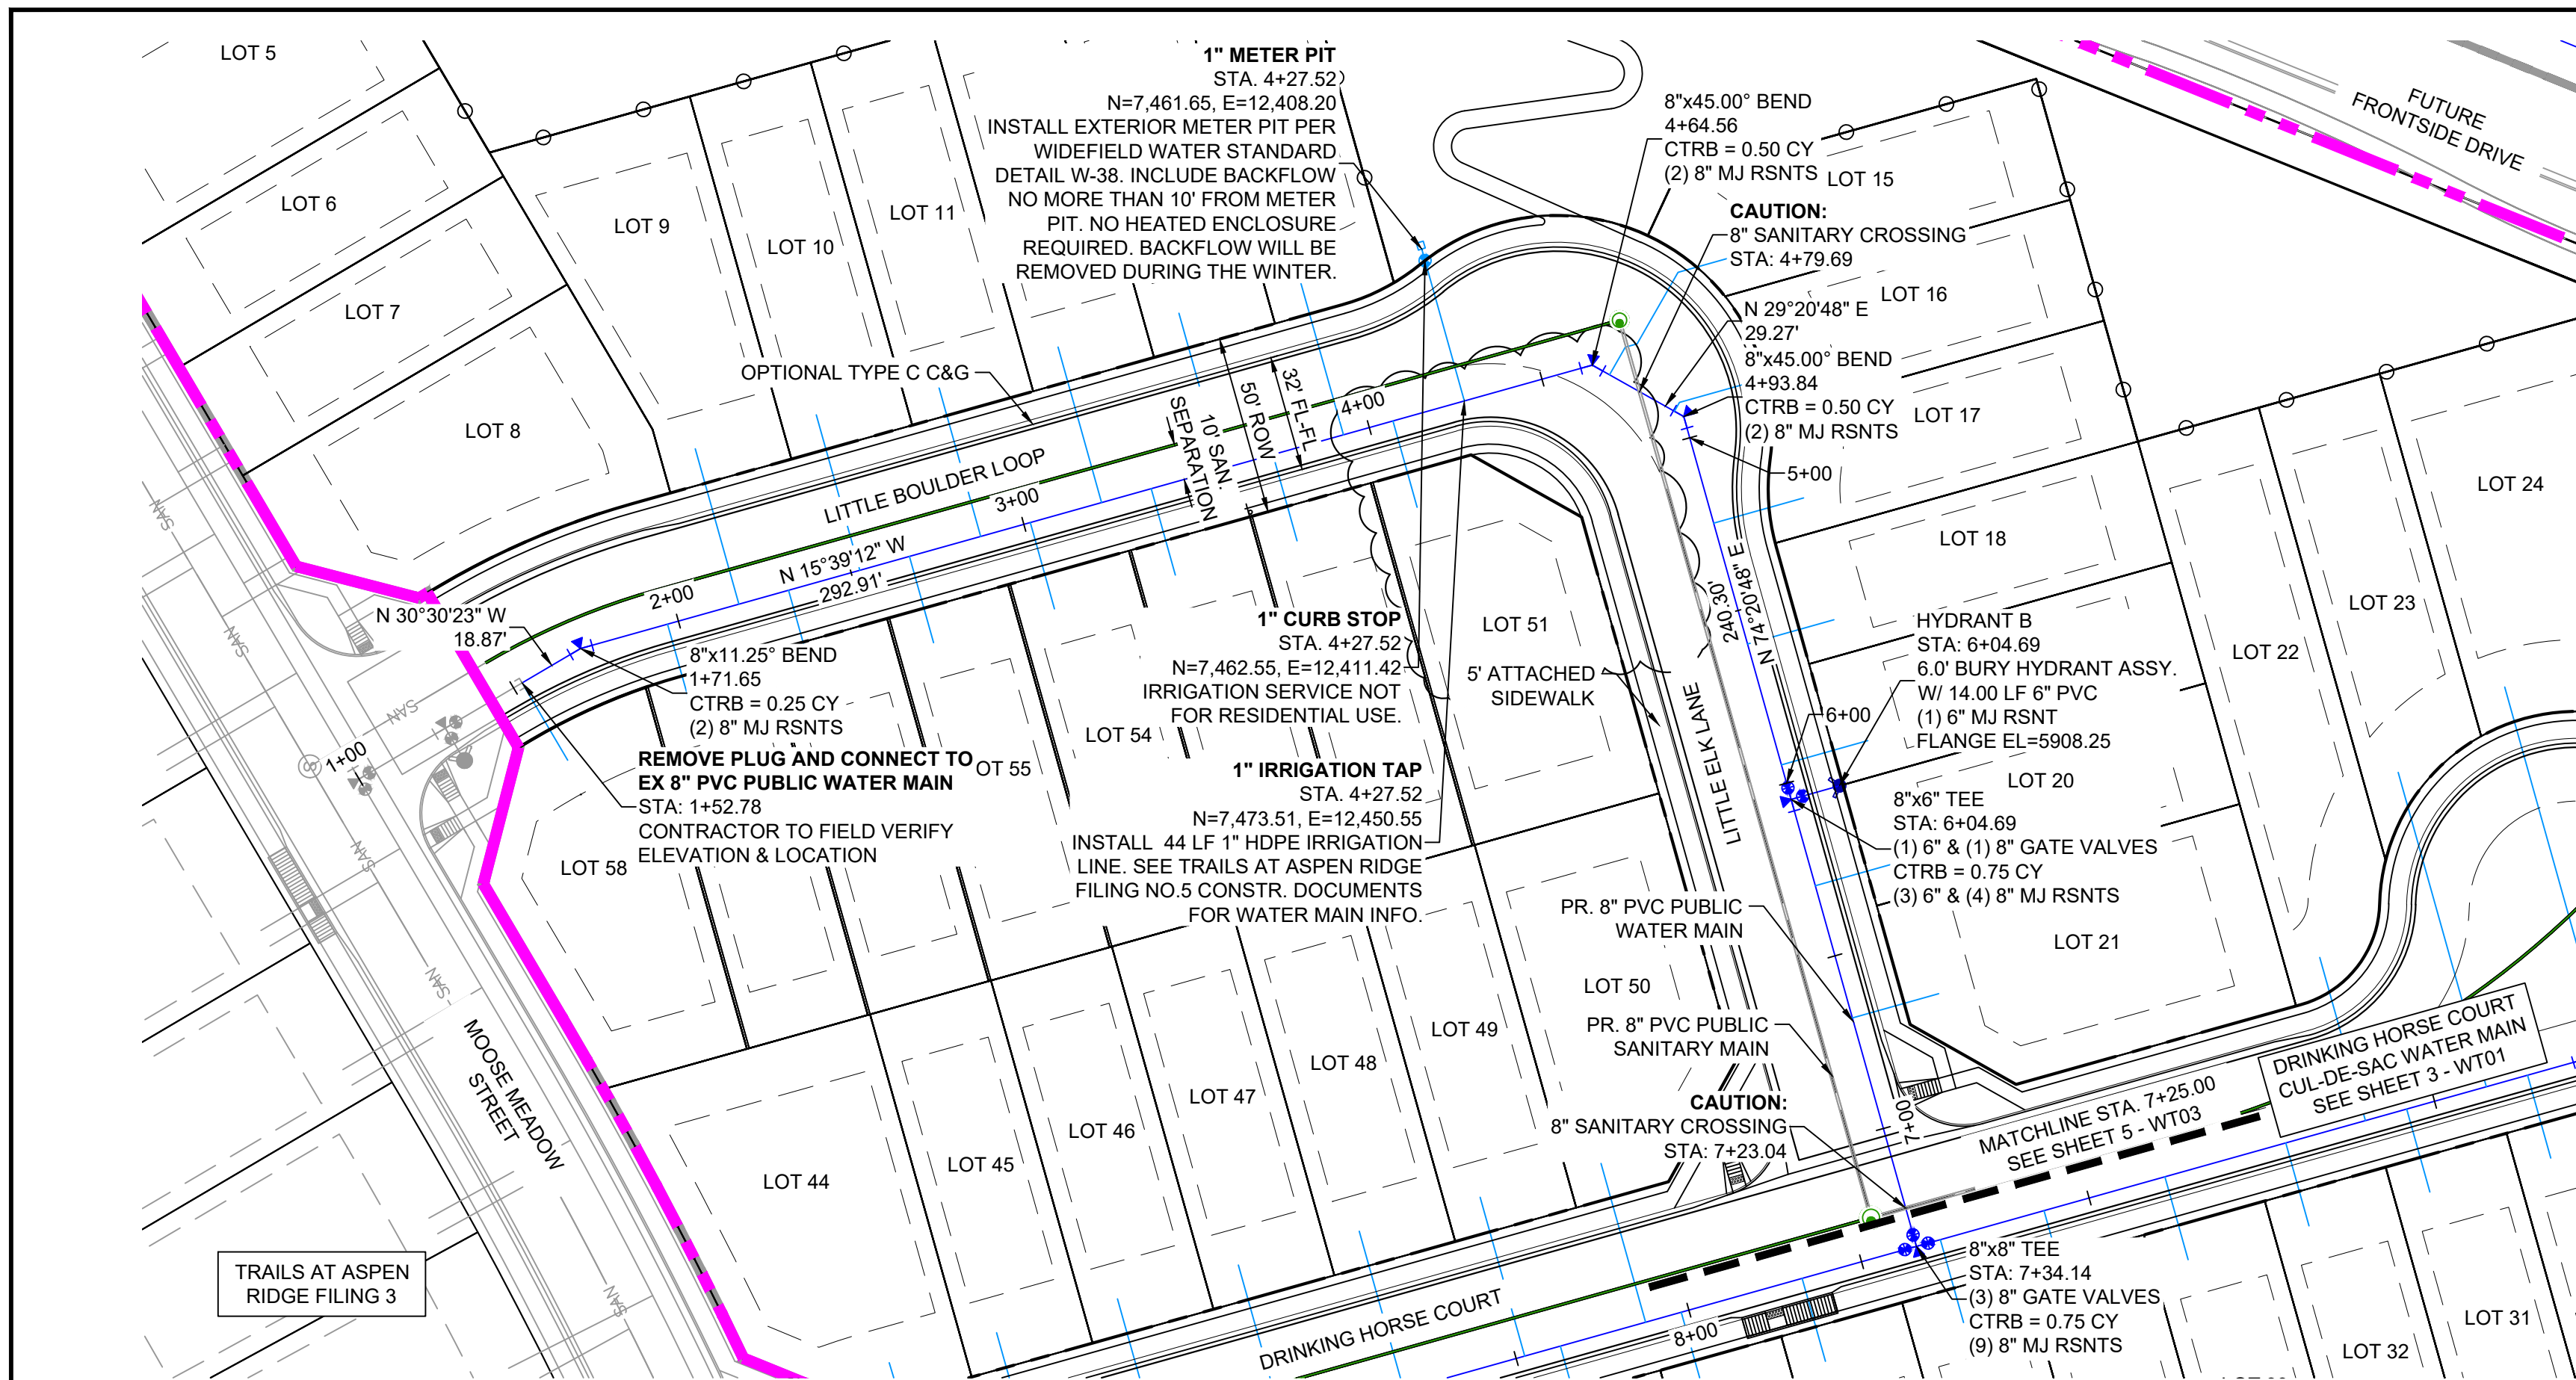 LOT 5
LOT 6
LOT 7
LOT 8
LOT 9
LOT 10
LOT 11
1" METER PIT
STA. 4+27.52
N=7,461.65, E=12,408.20
INSTALL EXTERIOR METER PIT PER
WIDEFIELD WATER STANDARD
DETAIL W-38. INCLUDE BACKFLOW
NO MORE THAN 10' FROM METER
PIT. NO HEATED ENCLOSURE
REQUIRED. BACKFLOW WILL BE
REMOVED DURING THE WINTER.
8"x45.00° BEND
4+64.56
CTRB = 0.50 CY
(2) 8" MJ RSNTS
LOT 15
CAUTION:
8" SANITARY CROSSING
STA: 4+79.69
LOT 16
N 29°20'48" E
29.27'
8"x45.00° BEND
4+93.84
CTRB = 0.50 CY
(2) 8" MJ RSNTS
LOT 17
5+00
FUTURE
FRONTSIDE DRIVE
OPTIONAL TYPE C C&G
LITTLE BOULDER LOOP
10' SAN.
SEPARATION
50' ROW
32' FL-FL
4+00
3+00
2+00
N 15°39'12" W
292.91'
N 30°30'23" W
18.87'
8"x11.25° BEND
1+71.65
CTRB = 0.25 CY
(2) 8" MJ RSNTS
REMOVE PLUG AND CONNECT TO
EX 8" PVC PUBLIC WATER MAIN
STA: 1+52.78
CONTRACTOR TO FIELD VERIFY
ELEVATION & LOCATION
1+00
SAN
SAN
SAN
SAN
SAN
SAN
1" CURB STOP
STA. 4+27.52
N=7,462.55, E=12,411.42
IRRIGATION SERVICE NOT
FOR RESIDENTIAL USE.
1" IRRIGATION TAP
STA. 4+27.52
N=7,473.51, E=12,450.55
INSTALL 44 LF 1" HDPE IRRIGATION
LINE. SEE TRAILS AT ASPEN RIDGE
FILING NO.5 CONSTR. DOCUMENTS
FOR WATER MAIN INFO.
LOT 51
5' ATTACHED
SIDEWALK
LITTLE ELK LANE
240.30'
N 74°20'48" E
LOT 18
LOT 24
LOT 23
LOT 22
HYDRANT B
STA: 6+04.69
6.0' BURY HYDRANT ASSY.
W/ 14.00 LF 6" PVC
(1) 6" MJ RSNT
FLANGE EL=5908.25
6+00
LOT 20
8"x6" TEE
STA: 6+04.69
(1) 6" & (1) 8" GATE VALVES
CTRB = 0.75 CY
(3) 6" & (4) 8" MJ RSNTS
LOT 21
LOT 54
OT 55
LOT 58
PR. 8" PVC PUBLIC
WATER MAIN
LOT 50
PR. 8" PVC PUBLIC
SANITARY MAIN
CAUTION:
8" SANITARY CROSSING
STA: 7+23.04
7+00
LOT 49
LOT 48
LOT 47
LOT 46
LOT 45
LOT 44
MOOSE MEADOW
STREET
MATCHLINE STA. 7+25.00
SEE SHEET 5 - WT03
DRINKING HORSE COURT
CUL-DE-SAC WATER MAIN
SEE SHEET 3 - WT01
TRAILS AT ASPEN
RIDGE FILING 3
DRINKING HORSE COURT
8+00
8"x8" TEE
STA: 7+34.14
(3) 8" GATE VALVES
CTRB = 0.75 CY
(9) 8" MJ RSNTS
LOT 31
LOT 32